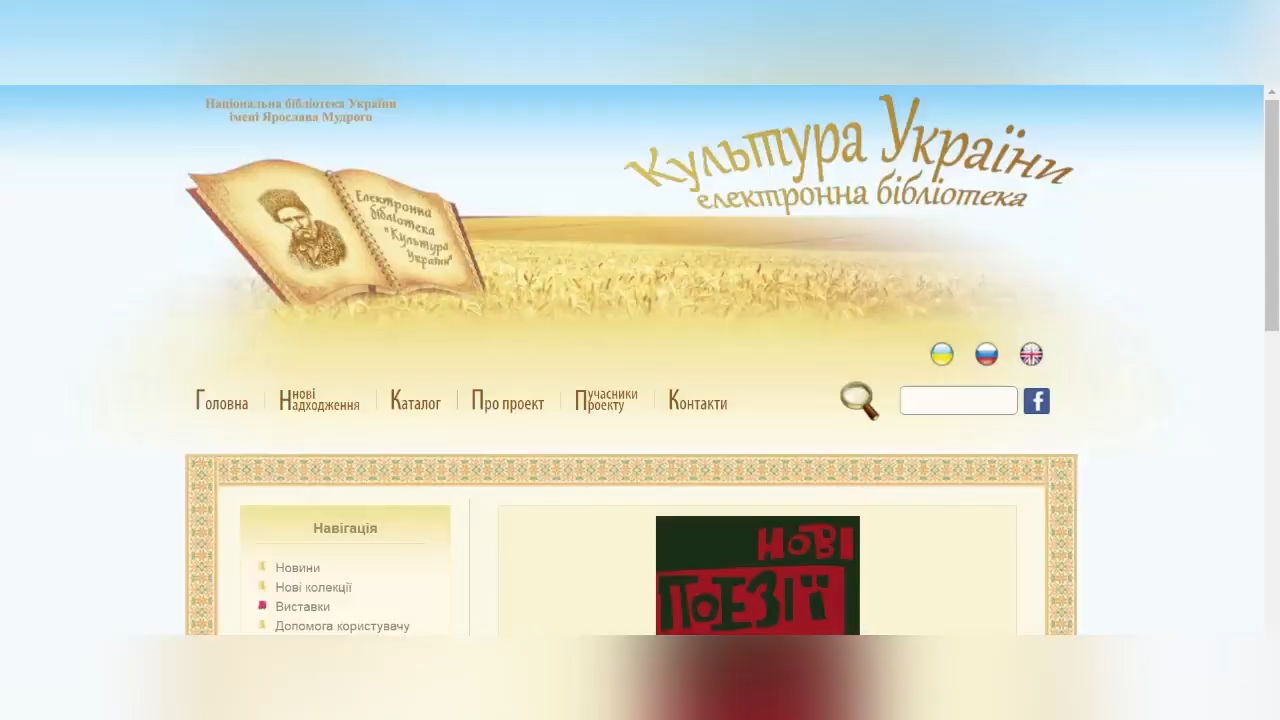 Національна бібліотека України
імені Ярослава Мудрого
Культура України
електронна бібліотека
Електронна
бібліотека
"Культура
України"
Головна
Нові
Надходження
Каталог
Про проект
Учасники
Проекту
Контакти
f
Навігація
Новини
Нові колекції
Виставки
Допомога користувачу
НОВІ
ПОЕЗІЇ